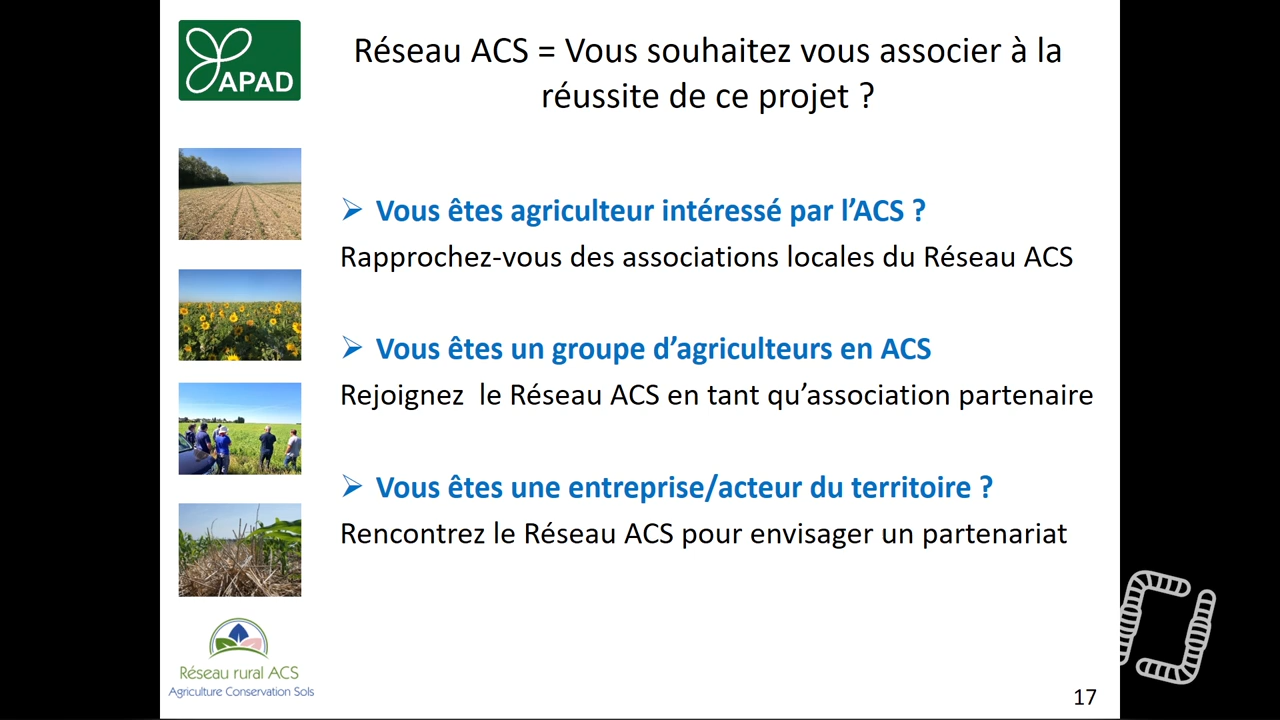 APAD
Réseau ACS = Vous souhaitez vous associer à la
réussite de ce projet ?
Vous êtes agriculteur intéressé par l’ACS ?
Rapprochez-vous des associations locales du Réseau ACS
Vous êtes un groupe d’agriculteurs en ACS
Rejoignez  le Réseau ACS en tant qu’association partenaire
Vous êtes une entreprise/acteur du territoire ?
Rencontrez le Réseau ACS pour envisager un partenariat
Réseau rural ACS
Agriculture Conservation Sols
17